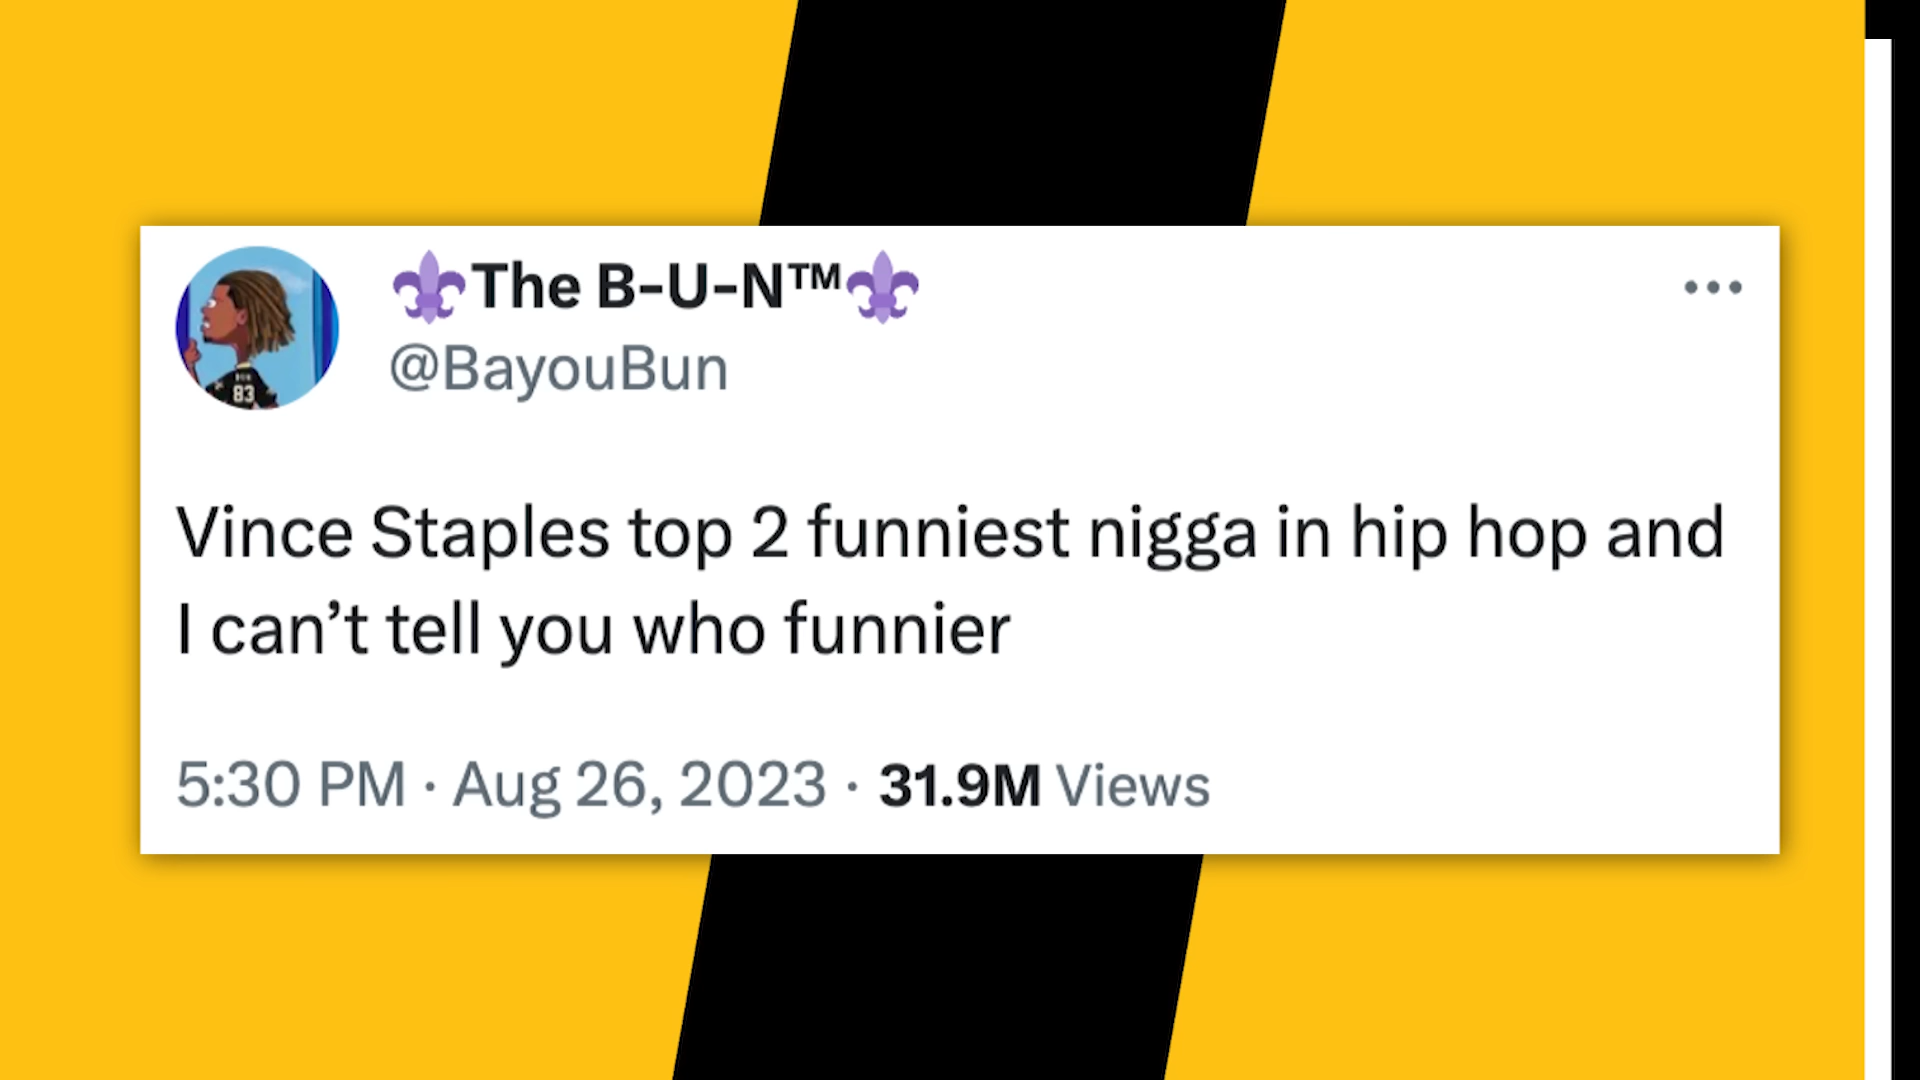 ⚜The B-U-N™⚜
@BayouBun
83
Vince Staples top 2 funniest nigga in hip hop and
I can’t tell you who funnier
5:30 PM · Aug 26, 2023 · 31.9M Views